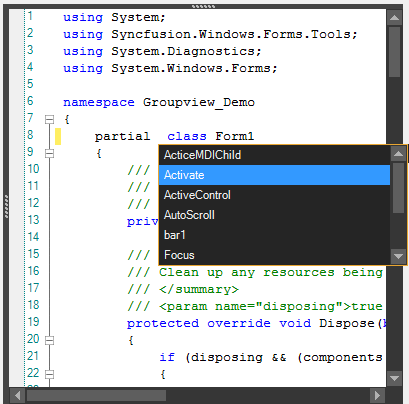 1 using System;
2 using Syncfusion.Windows.Forms.Tools;
3 using System.Diagnostics;
4 using System.Windows.Forms;
5
6 namespace Groupview_Demo
7 {
8 partial class Form1
9 {
ActiceMDIChild
10 ///
Activate
11 ///
ActiveControl
12 ///
AutoScroll
13 priv
bar1
14
Focus
15 ///
16 /// Clean up any resources being
17 /// </summary>
18 /// <param name="disposing">true
19 protected override void Dispose(b
20 {
21 if (disposing && (components
22 {